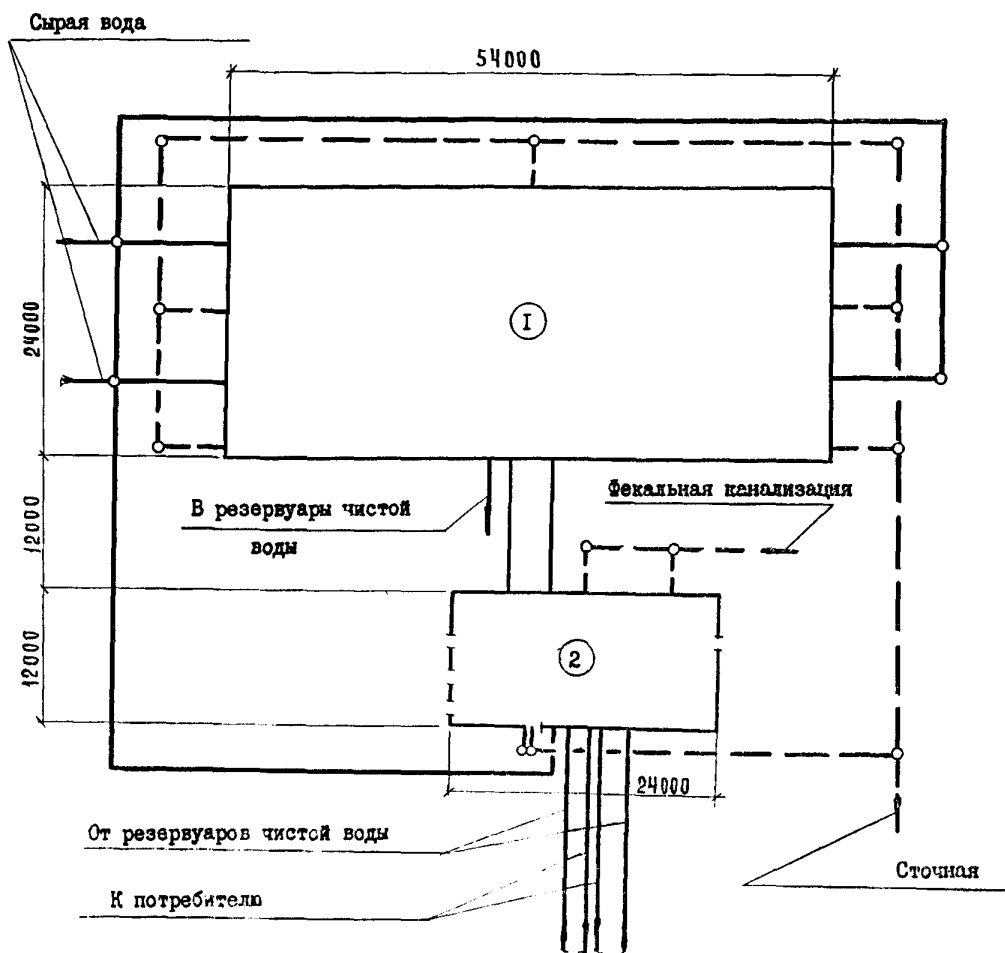 Сырая вода
54000
24000
I
В резервуары чистой
воды
Фекальная канализация
12000
12000
2
24000
От резервуаров чистой воды
К потребителю
Сточная